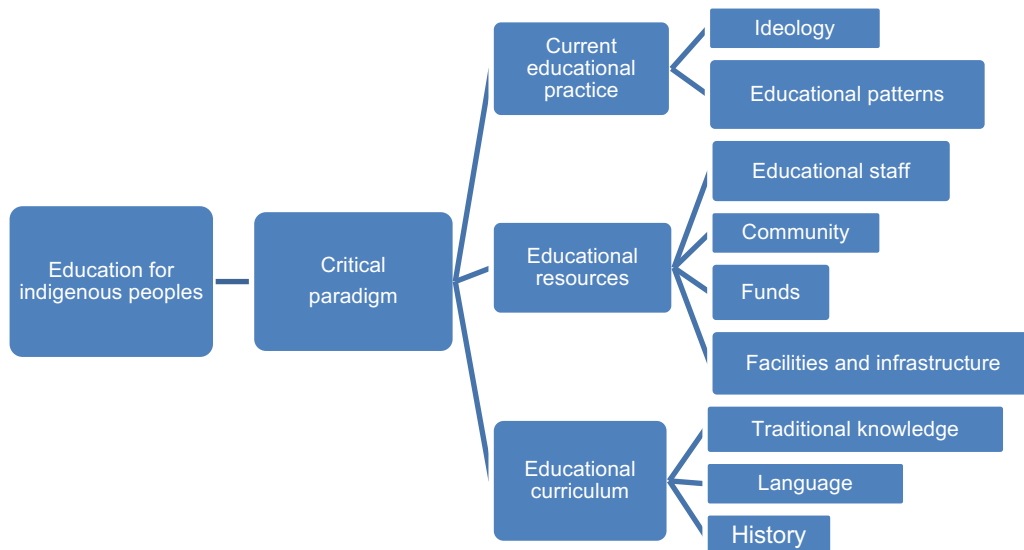 Education for
indigenous peoples
Critical
paradigm
Current
educational
practice
Ideology
Educational patterns
Educational
resources
Educational staff
Community
Funds
Facilities and infrastructure
Educational
curriculum
Traditional knowledge
Language
History